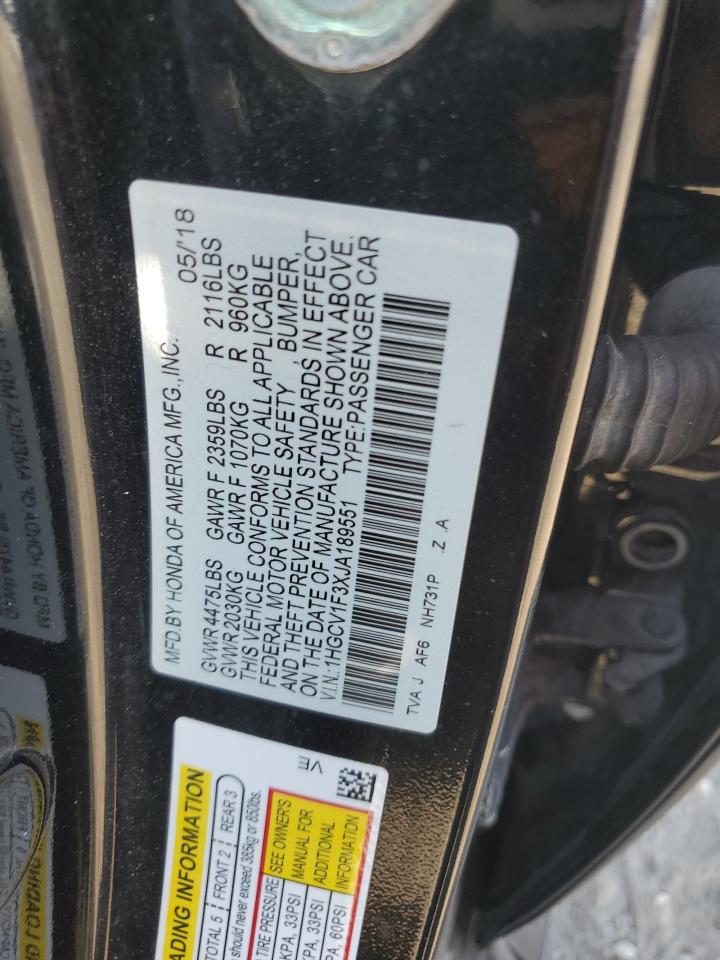 MFD.BY HONDA OF AMERICA MFG.,INC. 05/'18
GVWR 4475LBS GAWR F 2359LBS R 2116LBS
GVWR 2030KG GAWR F 1070KG R 960KG
THIS VEHICLE CONFORMS TO ALL APPLICABLE
FEDERAL MOTOR VEHICLE SAFETY , BUMPER,
AND THEFT PREVENTION STANDARDS IN EFFECT
ON THE DATE OF MANUFACTURE SHOWN ABOVE.
V.I.N.:1HGCV1F3XJA189551 TYPE:PASSENGER CAR
TVA J AF6 NH731P .Z .A
ADING INFORMATION
TOTAL 5 FRONT 2 REAR 3
should never exceed 385kg or 850lbs.
TIRE PRESSURE SEE OWNER'S
KPA, 33PSI MANUAL FOR
PA, 33PSI ADDITIONAL
PA, 60PSI INFORMATION